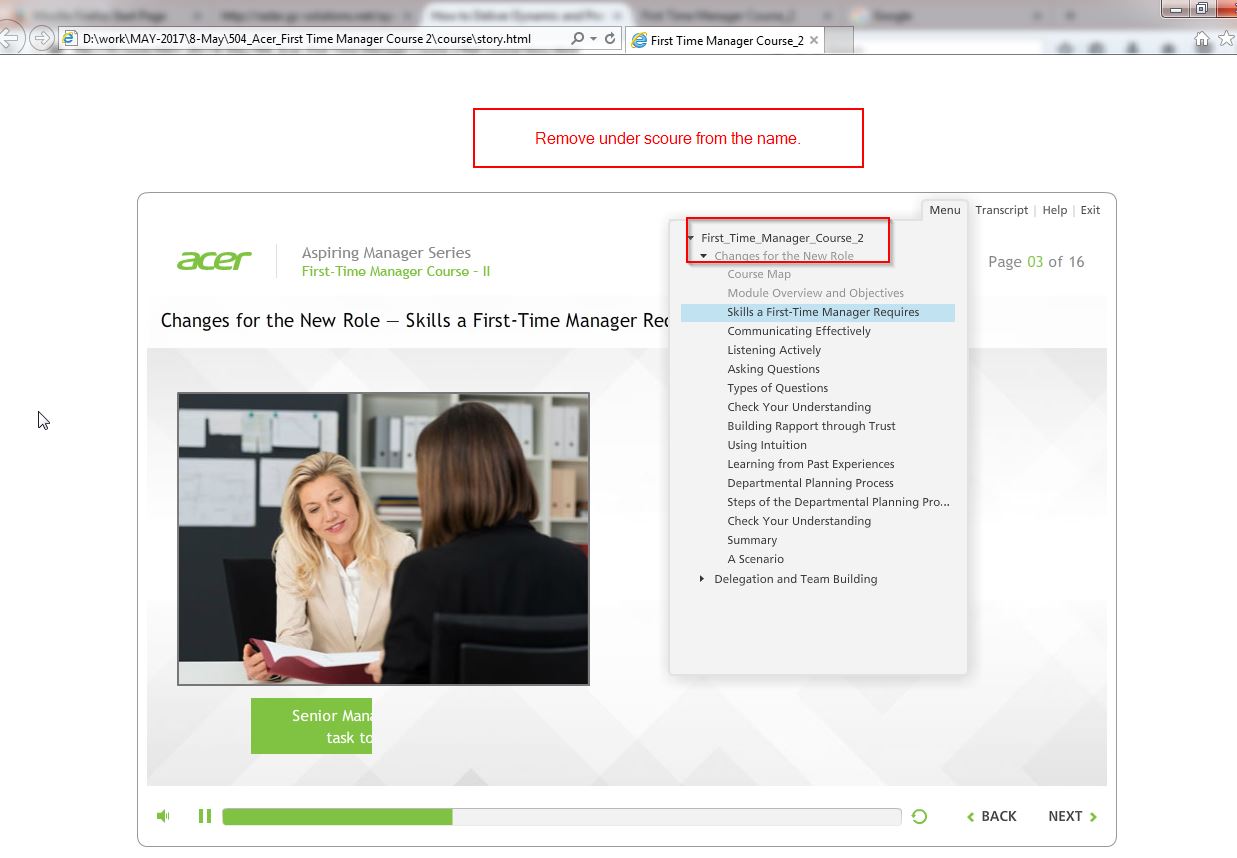 D:\work\MAY-2017\8-May\504_Acer_First Time Manager Course 2\course\story.html
First Time Manager Course_2
Remove under scoure from the name.
Menu Transcript | Help | Exit
acer
Aspiring Manager Series
First-Time Manager Course - II
Page 03 of 16
First_Time_Manager_Course_2
Changes for the New Role
Course Map
Module Overview and Objectives
Skills a First-Time Manager Requires
Communicating Effectively
Listening Actively
Asking Questions
Types of Questions
Check Your Understanding
Building Rapport through Trust
Using Intuition
Learning from Past Experiences
Departmental Planning Process
Steps of the Departmental Planning Pro...
Check Your Understanding
Summary
A Scenario
Delegation and Team Building
Changes for the New Role — Skills a First-Time Manager Rec
Senior Mana
task to
BACK NEXT